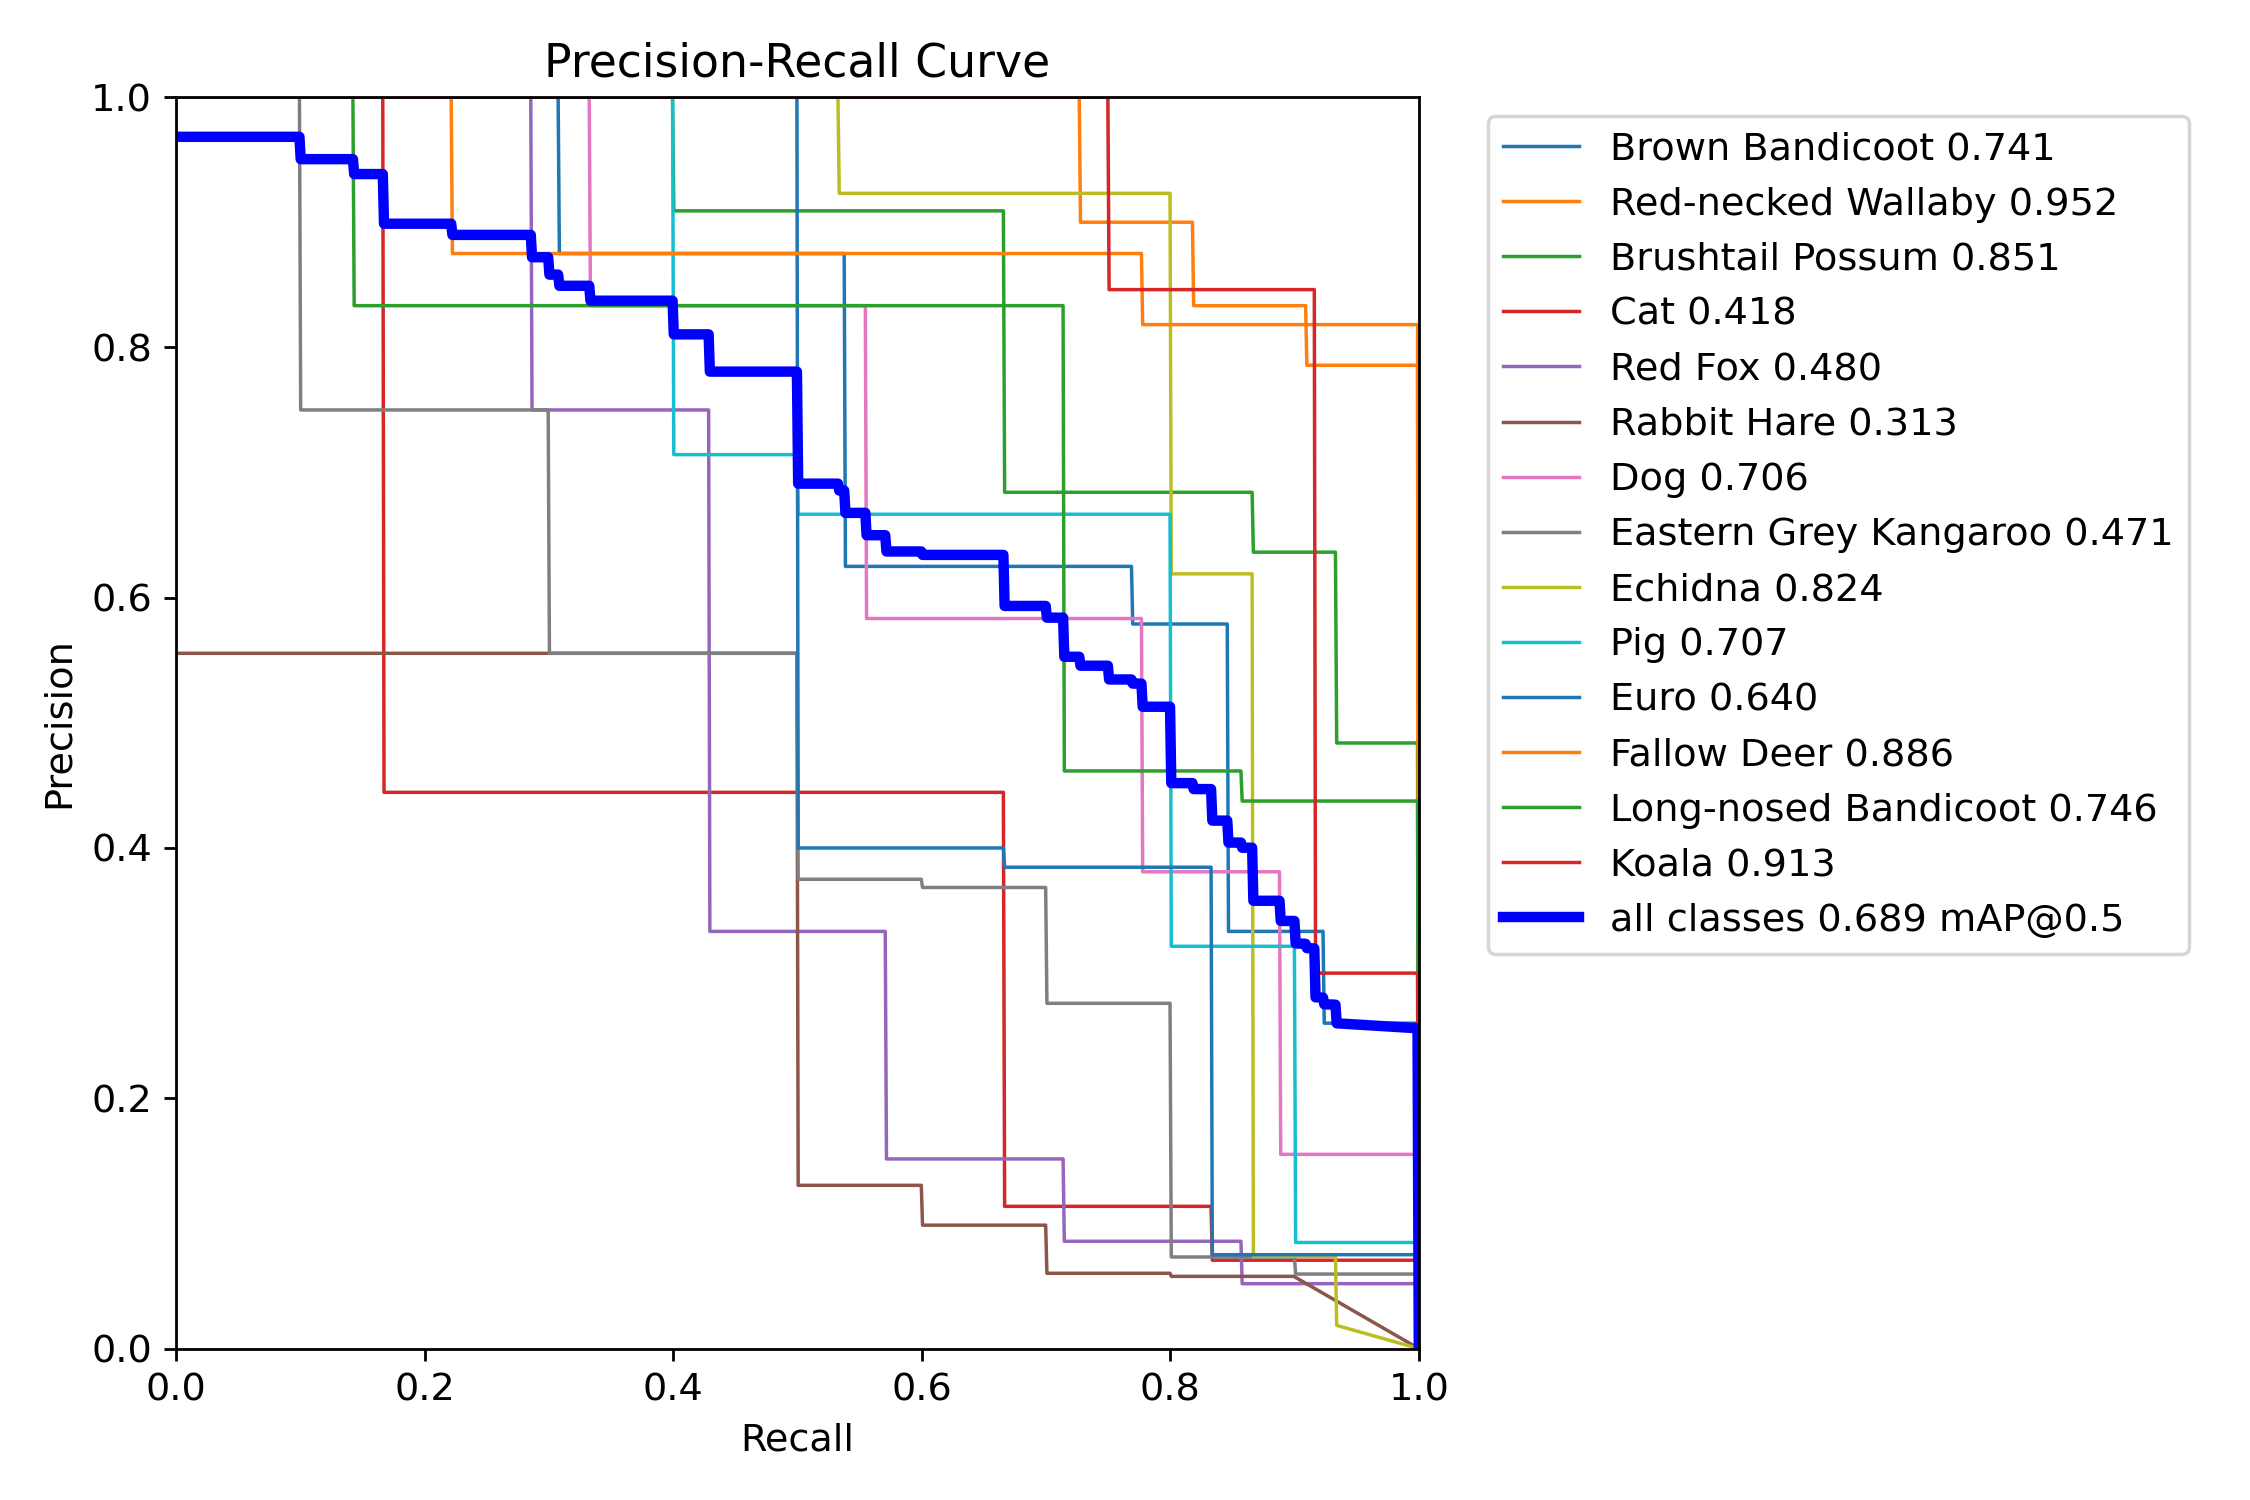 Precision-Recall Curve
1.0
0.8
0.6
0.4
0.2
0.0
Precision
0.0 0.2 0.4 0.6 0.8 1.0
Recall
Brown Bandicoot 0.741
Red-necked Wallaby 0.952
Brushtail Possum 0.851
Cat 0.418
Red Fox 0.480
Rabbit Hare 0.313
Dog 0.706
Eastern Grey Kangaroo 0.471
Echidna 0.824
Pig 0.707
Euro 0.640
Fallow Deer 0.886
Long-nosed Bandicoot 0.746
Koala 0.913
all classes 0.689 mAP@0.5